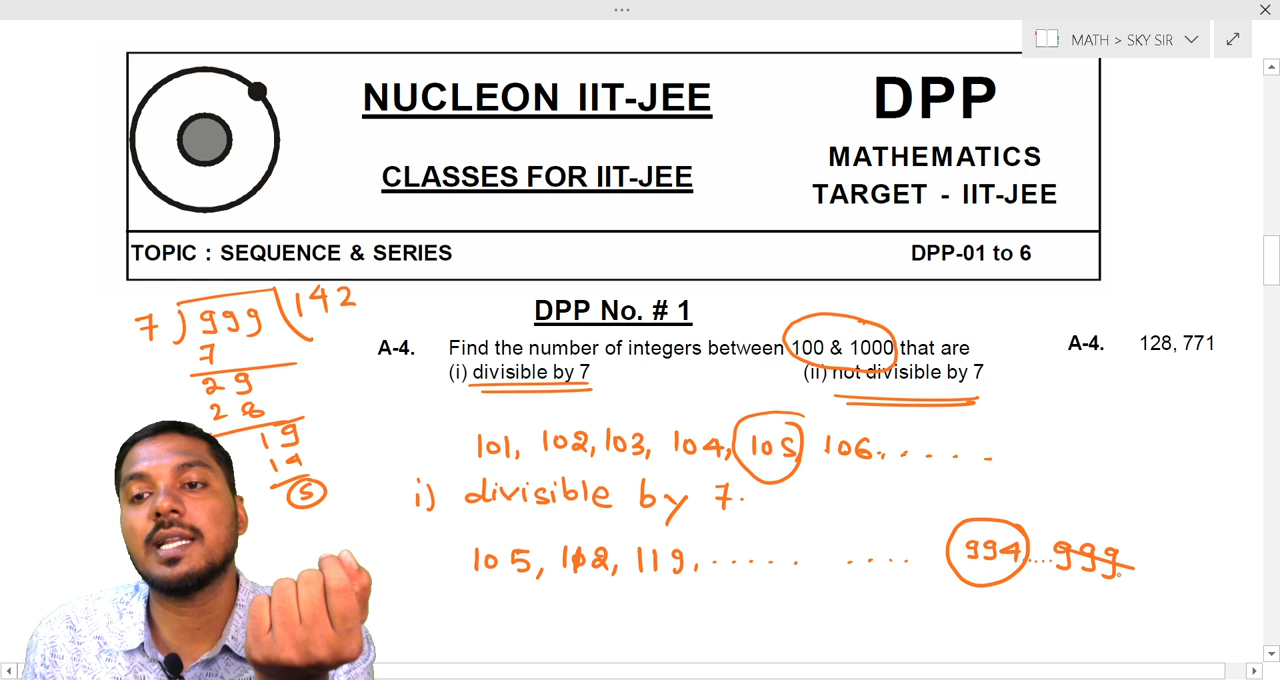 MATH > SKY SIR
NUCLEON IIT-JEE
CLASSES FOR IIT-JEE
DPP
MATHEMATICS
TARGET - IIT-JEE
TOPIC : SEQUENCE & SERIES
DPP-01 to 6
DPP No. # 1
A-4. Find the number of integers between 100 & 1000 that are
(i) divisible by 7 (ii) not divisible by 7
A-4. 128, 771
7 ) 999 ( 142
7
29
28
19
14
5
101, 102, 103, 104, 105, 106, .....
i) divisible by 7.
105, 112, 119, ...... .... 994 .... 999